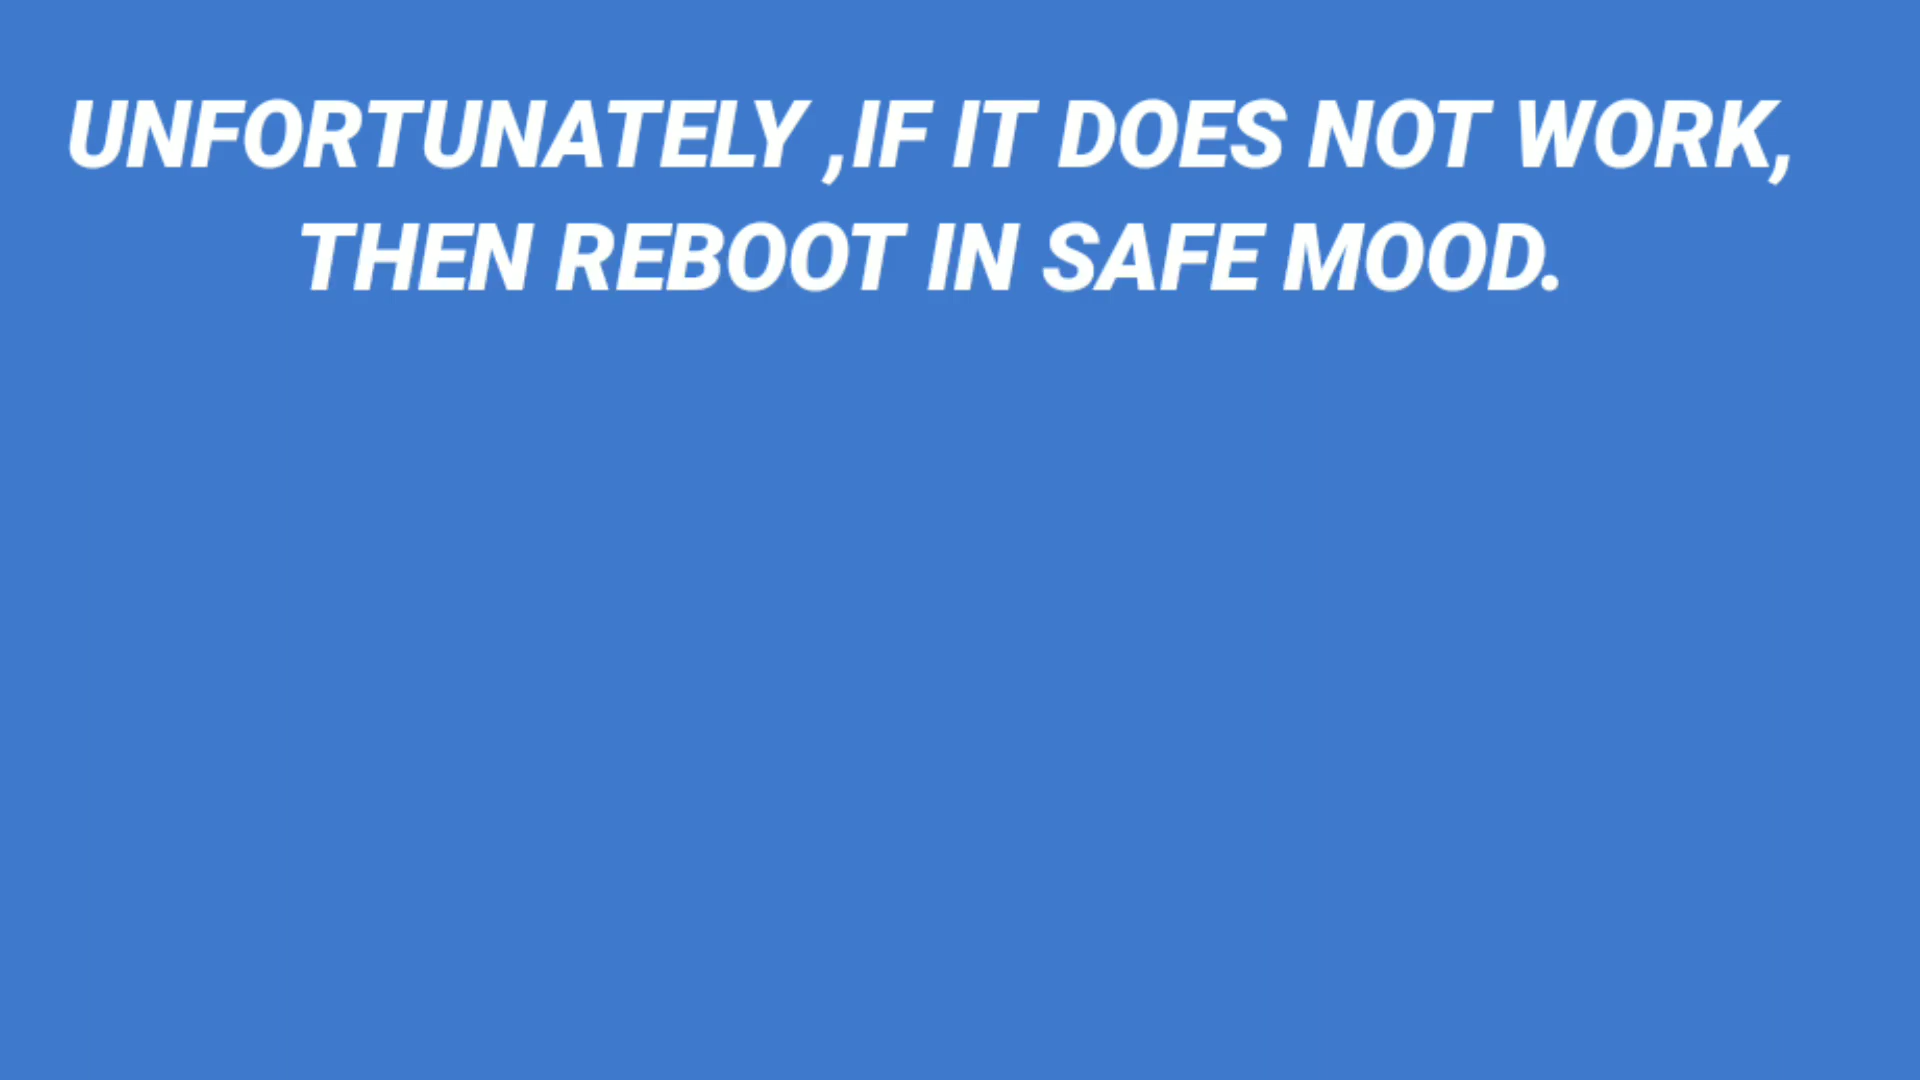 UNFORTUNATELY ,IF IT DOES NOT WORK,
THEN REBOOT IN SAFE MOOD.